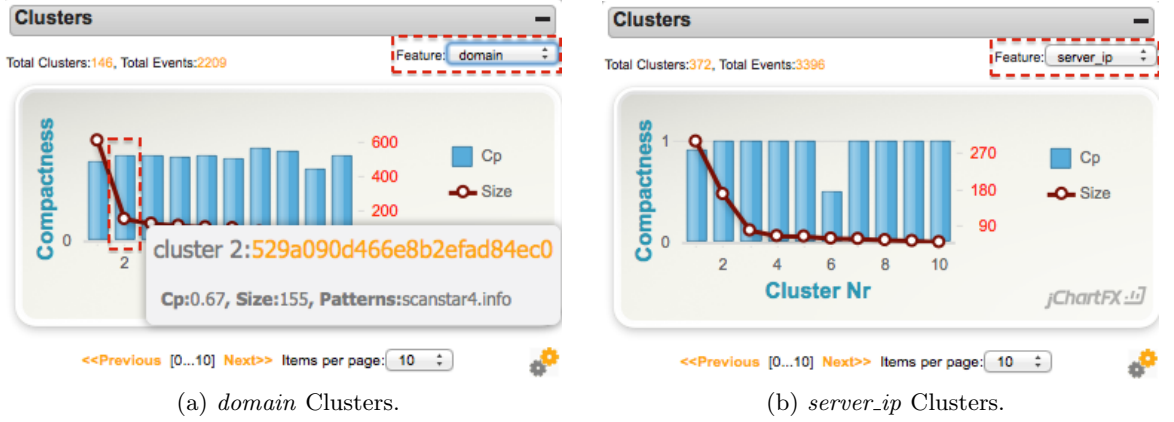 Clusters
Total Clusters:146, Total Events:2209
Feature: domain
Compactness
0
600
400
200
Cp
Size
2
cluster 2:529a090d466e8b2efad84ec0
Cp:0.67, Size:155, Patterns:scanstar4.info
<<Previous [0...10] Next>> Items per page: 10
(a) domain Clusters.
Clusters
Total Clusters:372, Total Events:3396
Feature: server_ip
Compactness
1
0
270
180
90
Cp
Size
2 4 6 8 10
Cluster Nr
jChartFX
<<Previous [0...10] Next>> Items per page: 10
(b) server_ip Clusters.